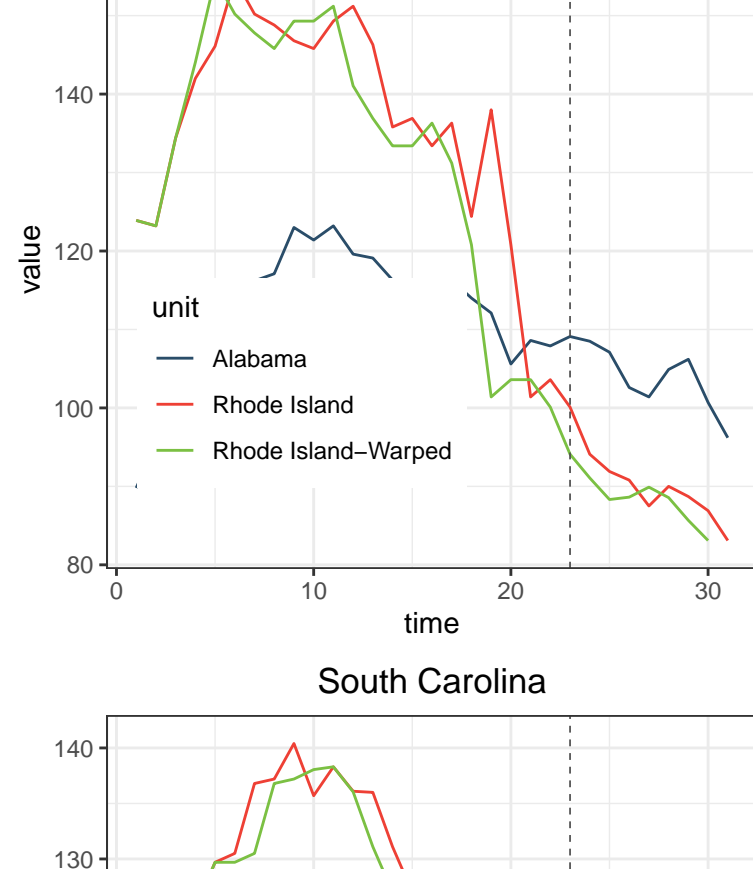 140
120
100
80
value
unit
Alabama
Rhode Island
Rhode Island−Warped
0 10 20 30
time
South Carolina
140
130